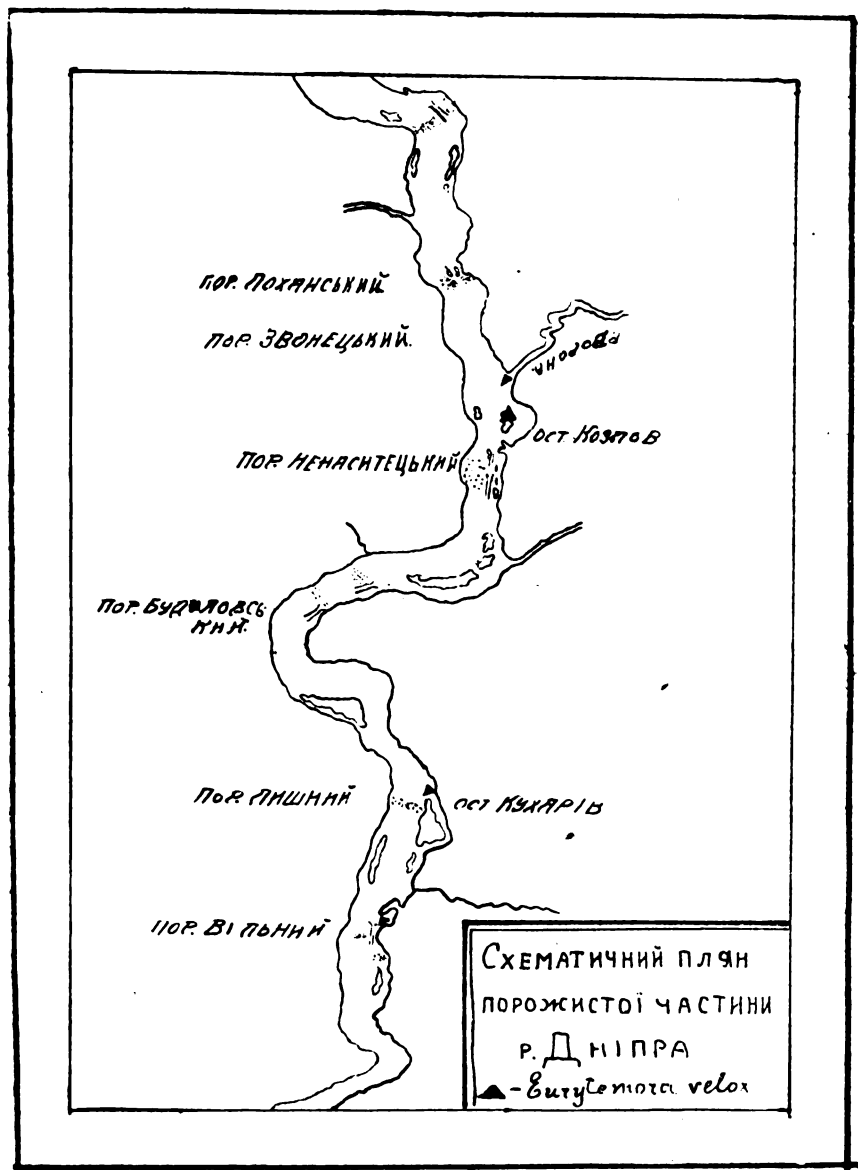 ПОР. ЛОХАНСЬКИЙ
ПОР. ЗВОНЕЦЬКИЙ.
Р. ВОРОНА.
ОСТ. КОЗЛОВ
ПОР. НЕНАСИТЕЦЬКИЙ
ПОР. БУДИЛОВСЬ-
КИЙ.
ПОР. ЛИШНИЙ
ОСТ КУХАРІВ
ПОР. ВІЛЬНИЙ
СХЕМАТИЧНИЙ ПЛЯН
ПОРОЖИСТОЇ ЧАСТИНИ
Р. ДНІПРА
- Eurytemora velox